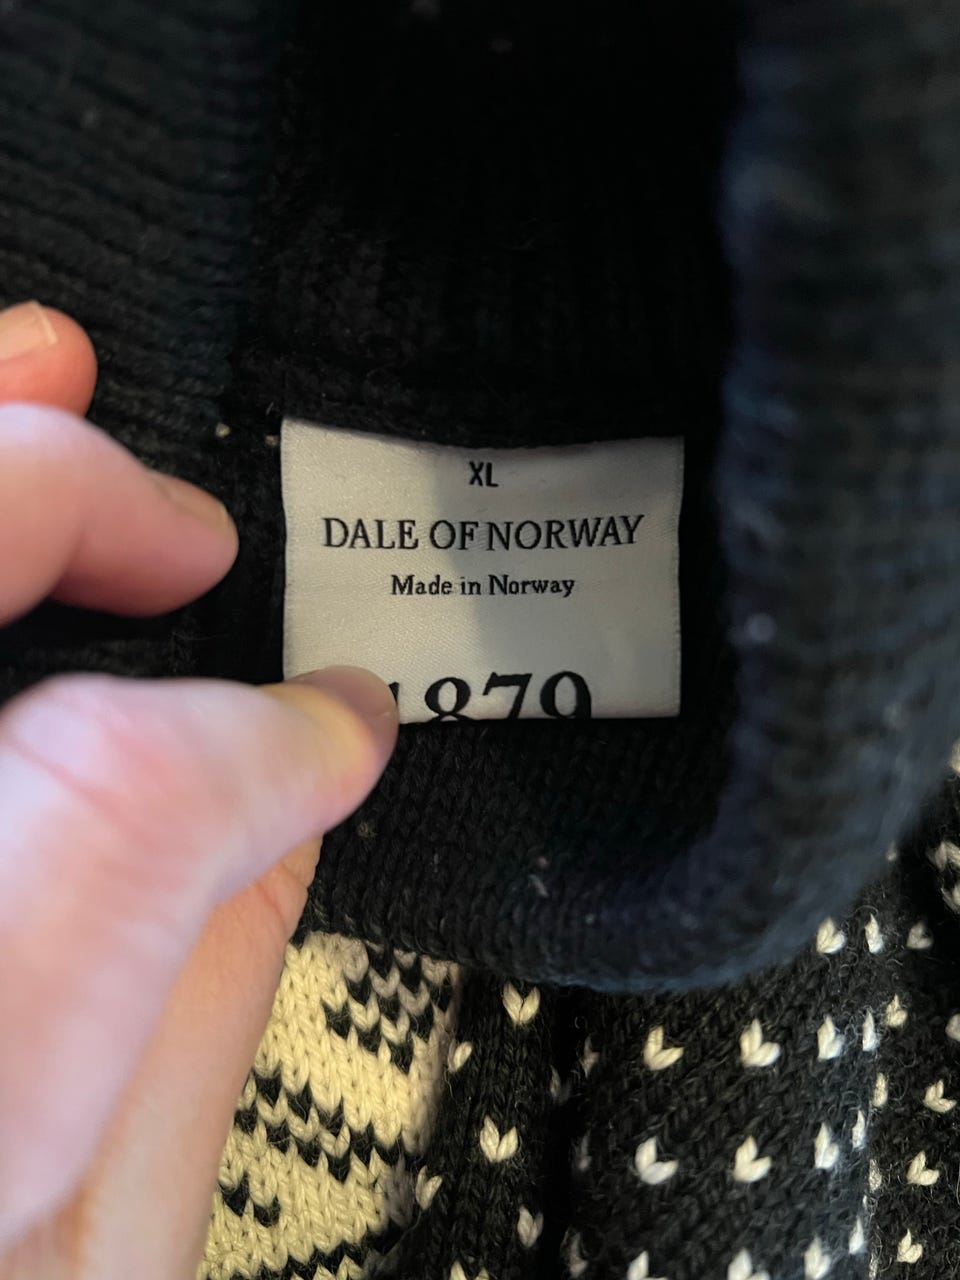 XL
DALE OF NORWAY
Made in Norway
1879